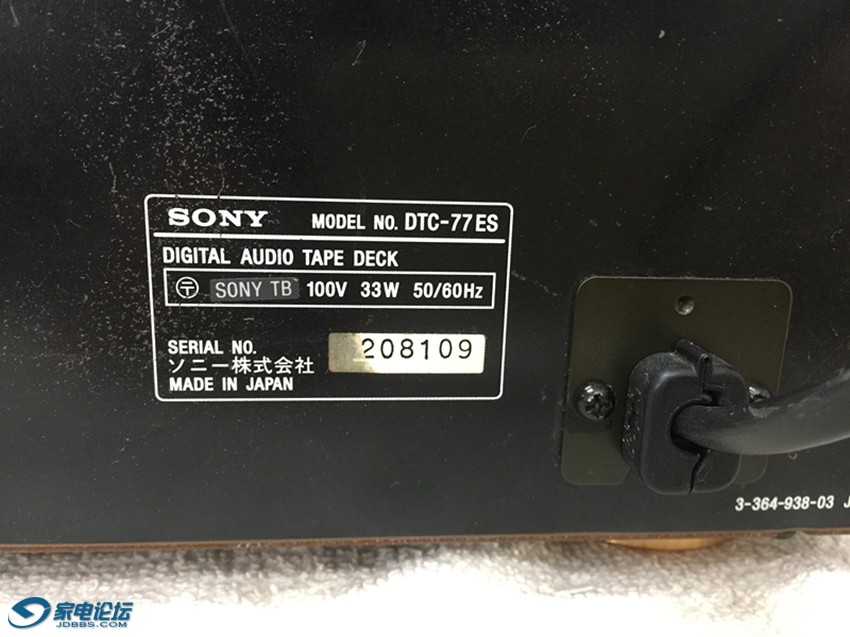 SONY MODEL NO. DTC-77ES
DIGITAL AUDIO TAPE DECK
〒 SONY TB 100V 33W 50/60Hz
SERIAL NO. 208109
ソニー株式会社
MADE IN JAPAN
3-364-938-03 J
家电论坛
JDBBS.COM